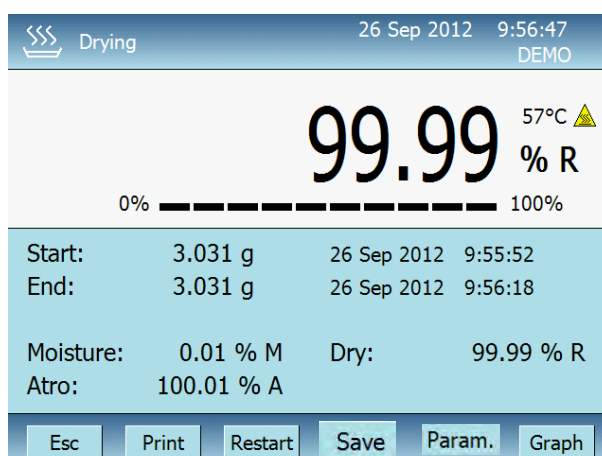 Drying 26 Sep 2012 9:56:47
DEMO
99.99 57°C
% R
0% 100%
Start: 3.031 g 26 Sep 2012 9:55:52
End: 3.031 g 26 Sep 2012 9:56:18
Moisture: 0.01 % M Dry: 99.99 % R
Atro: 100.01 % A
Esc Print Restart Save Param. Graph